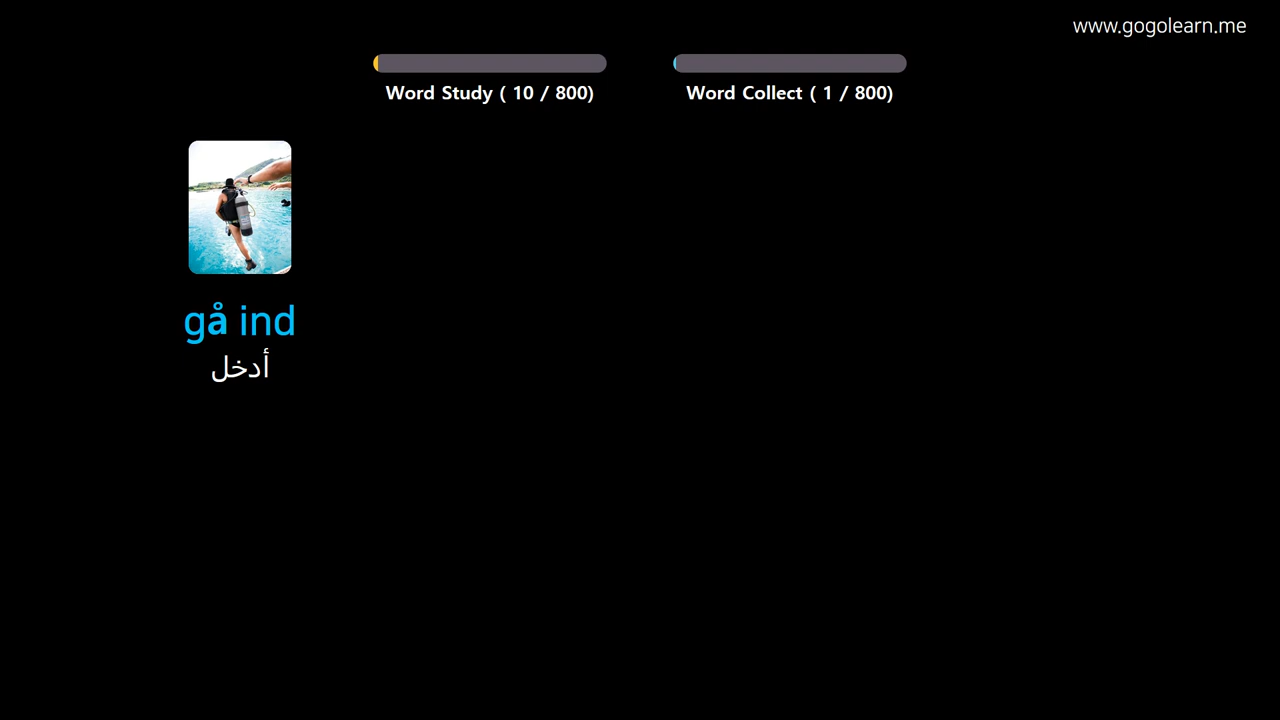 www.gogolearn.me
Word Study ( 10 / 800)
Word Collect ( 1 / 800)
gå ind
أدخل